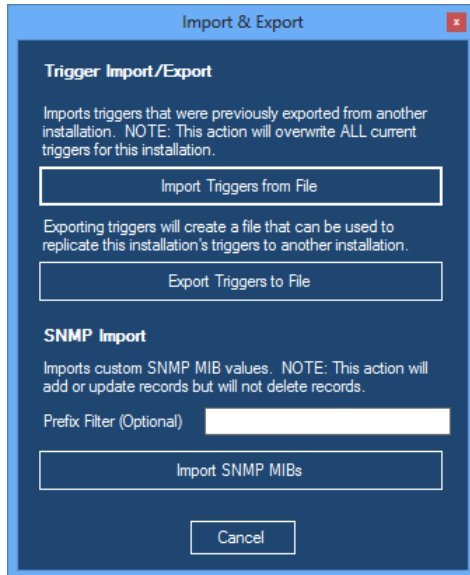 Import & Export
x
Trigger Import/Export
Imports triggers that were previously exported from another
installation.  NOTE: This action will overwrite ALL current
triggers for this installation.
Import Triggers from File
Exporting triggers will create a file that can be used to
replicate this installation's triggers to another installation.
Export Triggers to File
SNMP Import
Imports custom SNMP MIB values.  NOTE: This action will
add or update records but will not delete records.
Prefix Filter (Optional)
Import SNMP MIBs
Cancel